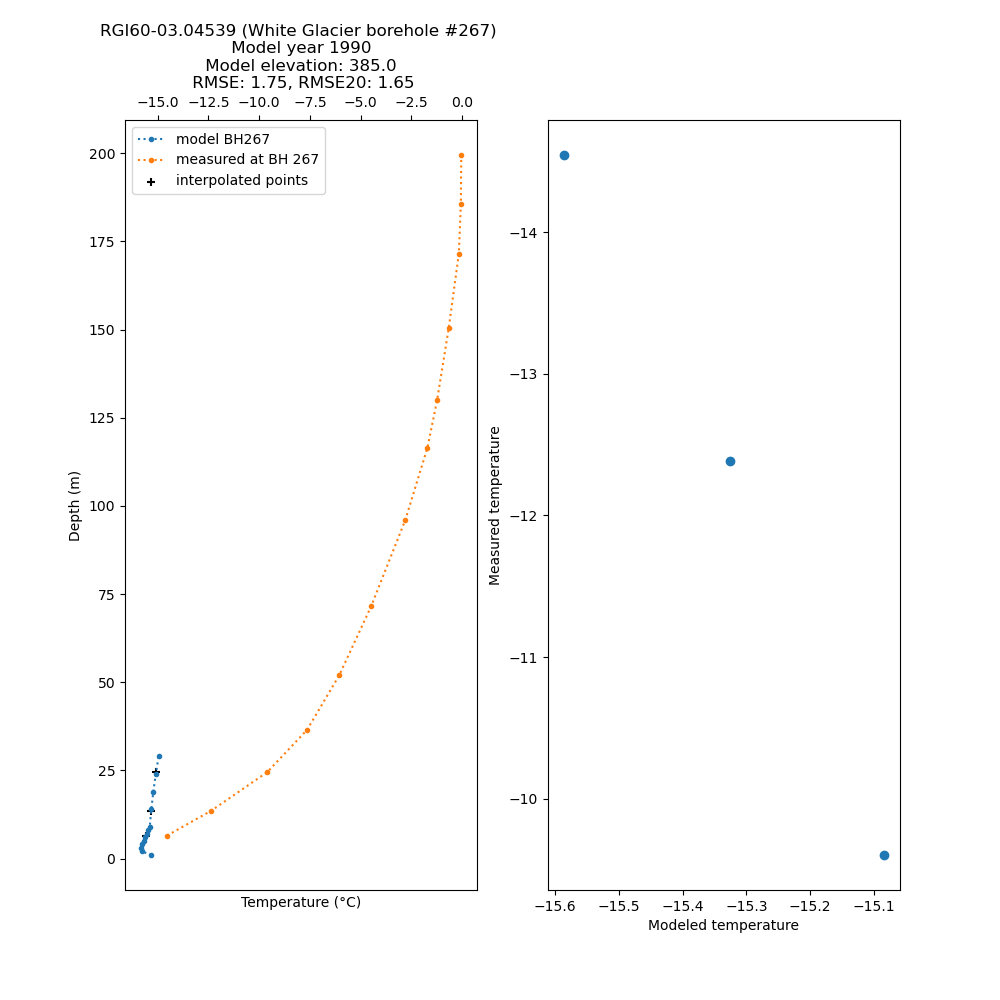 RGI60-03.04539 (White Glacier borehole #267)
Model year 1990
Model elevation: 385.0
RMSE: 1.75, RMSE20: 1.65
−15.0 −12.5 −10.0 −7.5 −5.0 −2.5 0.0
model BH267
measured at BH 267
interpolated points
200
175
150
125
100
75
50
25
0
Depth (m)
Temperature (°C)
−14
−13
−12
−11
−10
Measured temperature
−15.6 −15.5 −15.4 −15.3 −15.2 −15.1
Modeled temperature